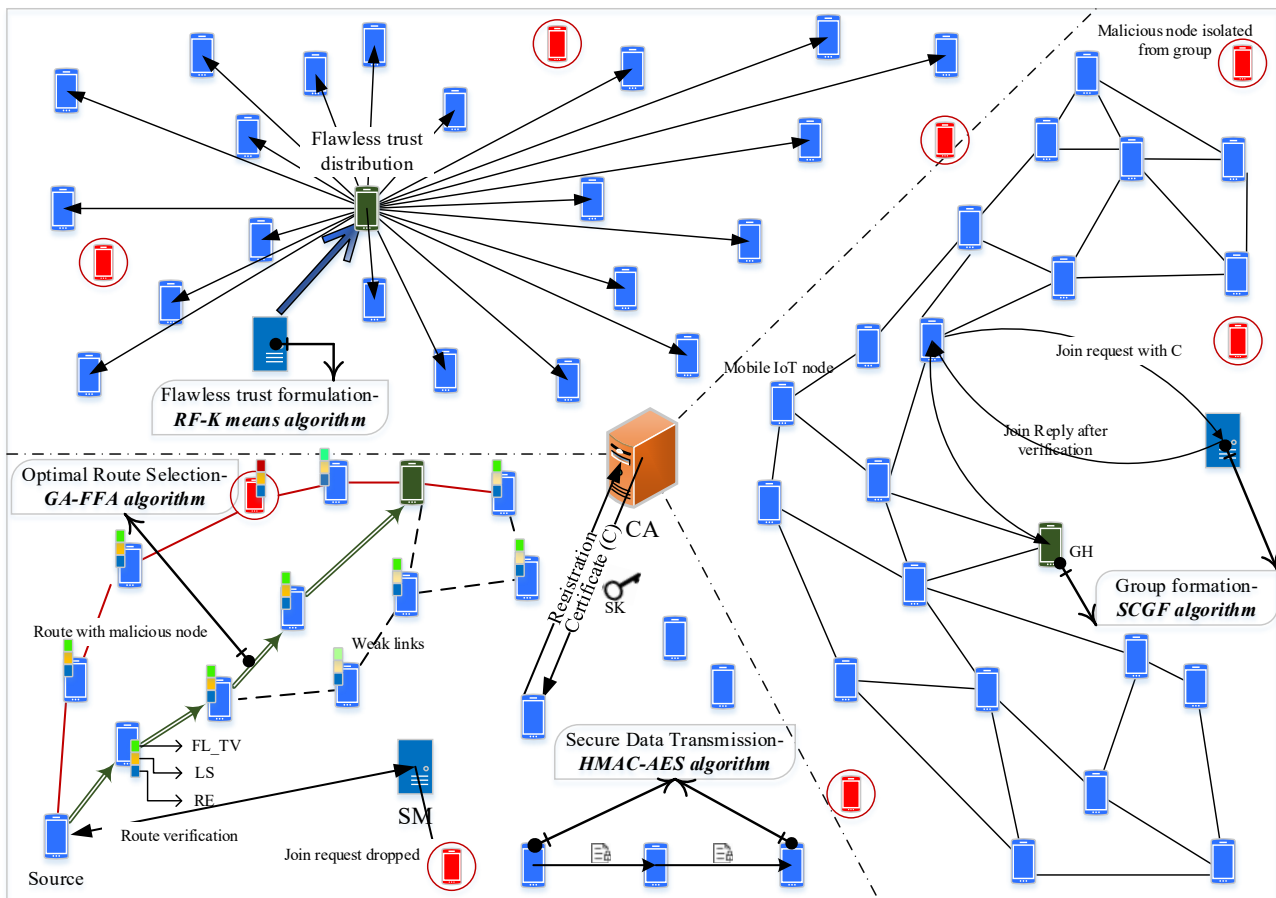 Malicious node isolated
from group
Flawless trust
distribution
Flawless trust formulation-
RF-K means algorithm
Mobile IoT node
Join request with C
Join Reply after
verification
GH
Group formation-
SCGF algorithm
Optimal Route Selection-
GA-FFA algorithm
CA
Registration
Certificate (C)
SK
Route with malicious node
Weak links
FL_TV
LS
RE
Route verification
Source
SM
Join request dropped
Secure Data Transmission-
HMAC-AES algorithm